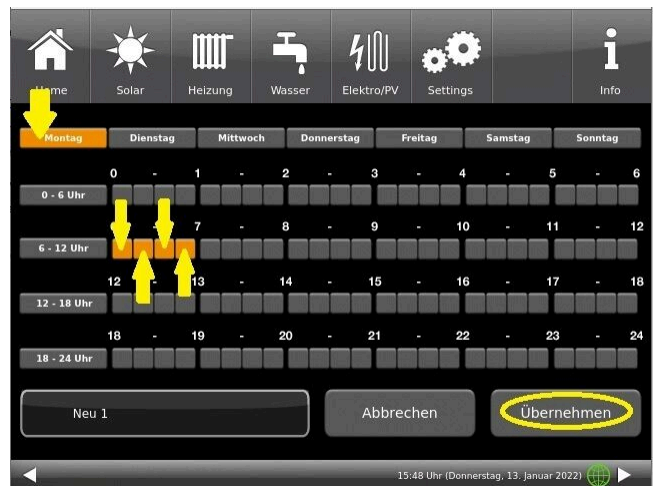 Home Solar Heizung Wasser Elektro/PV Settings Info
Montag Dienstag Mittwoch Donnerstag Freitag Samstag Sonntag
0 - 1 - 2 - 3 - 4 - 5 - 6
0 - 6 Uhr
7 - 8 - 9 - 10 - 11 - 12
6 - 12 Uhr
12 - 13 - 14 - 15 - 16 - 17 - 18
12 - 18 Uhr
18 - 19 - 20 - 21 - 22 - 23 - 24
18 - 24 Uhr
Neu 1 Abbrechen Übernehmen
15:48 Uhr (Donnerstag, 13. Januar 2022)